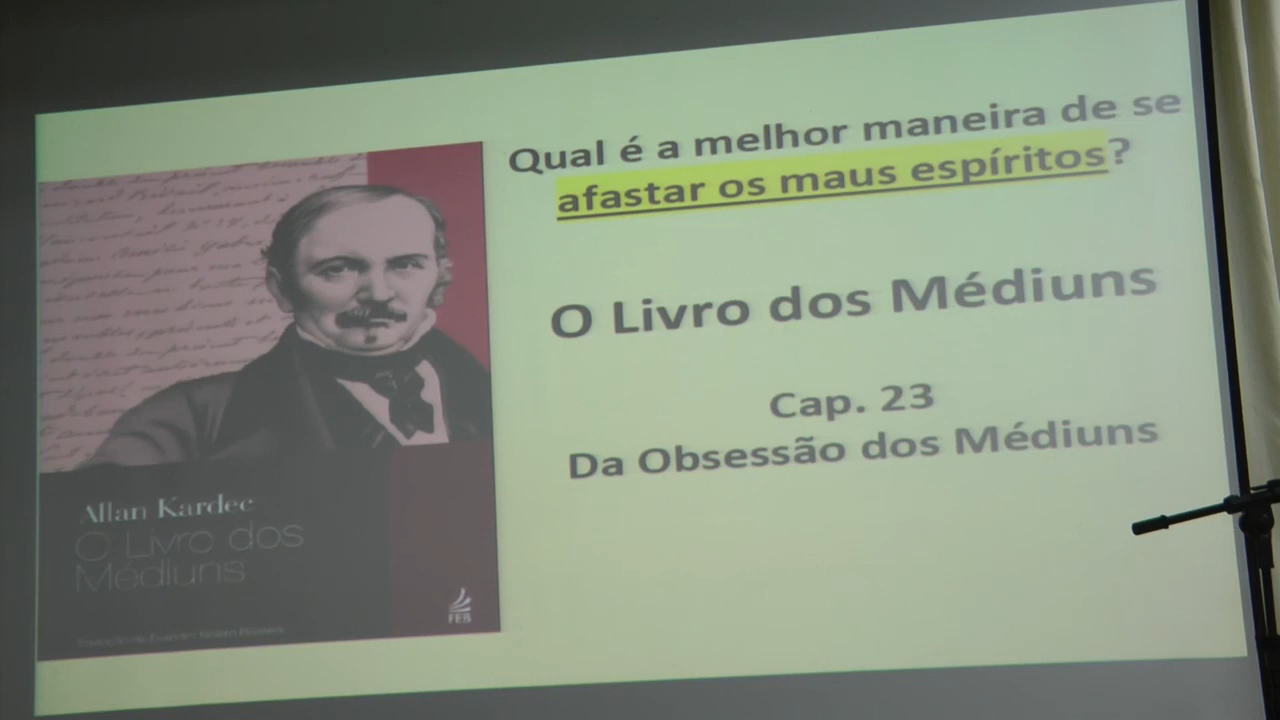 Qual é a melhor maneira de se
afastar os maus espíritos?
O Livro dos Médiuns
Cap. 23
Da Obsessão dos Médiuns
Allan Kardec
O Livro dos
Médiuns
FEB